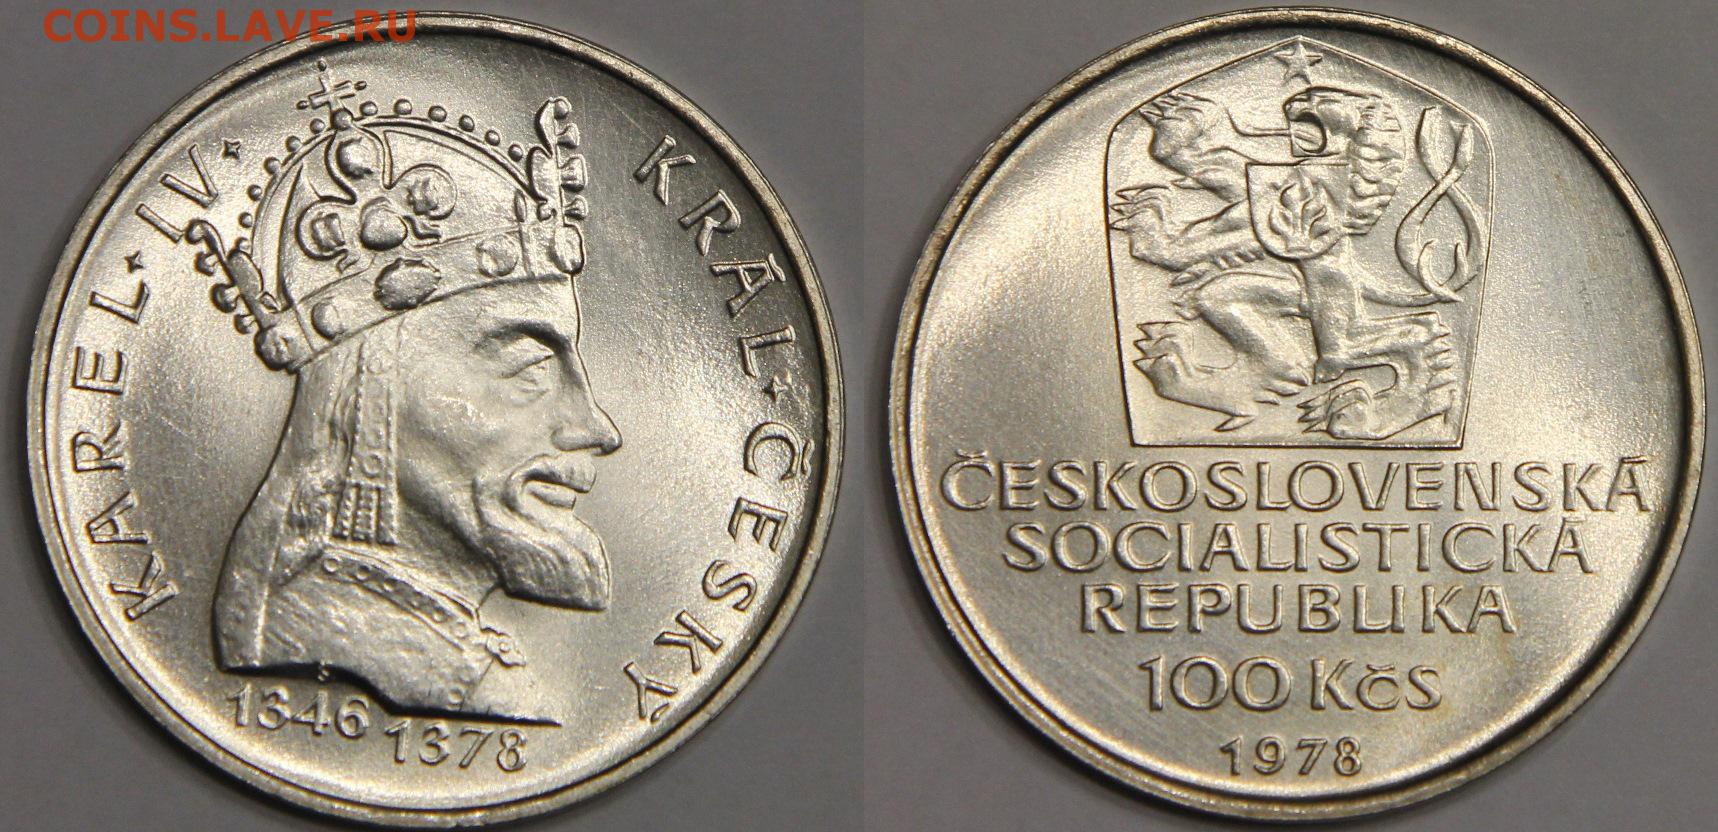 COINS.LAVE.RU
KAREL·IV· KRÁL·ČESKÝ
1346 1378
ČESKOSLOVENSKÁ
SOCIALISTICKÁ
REPUBLIKA
100 Kčs
1978